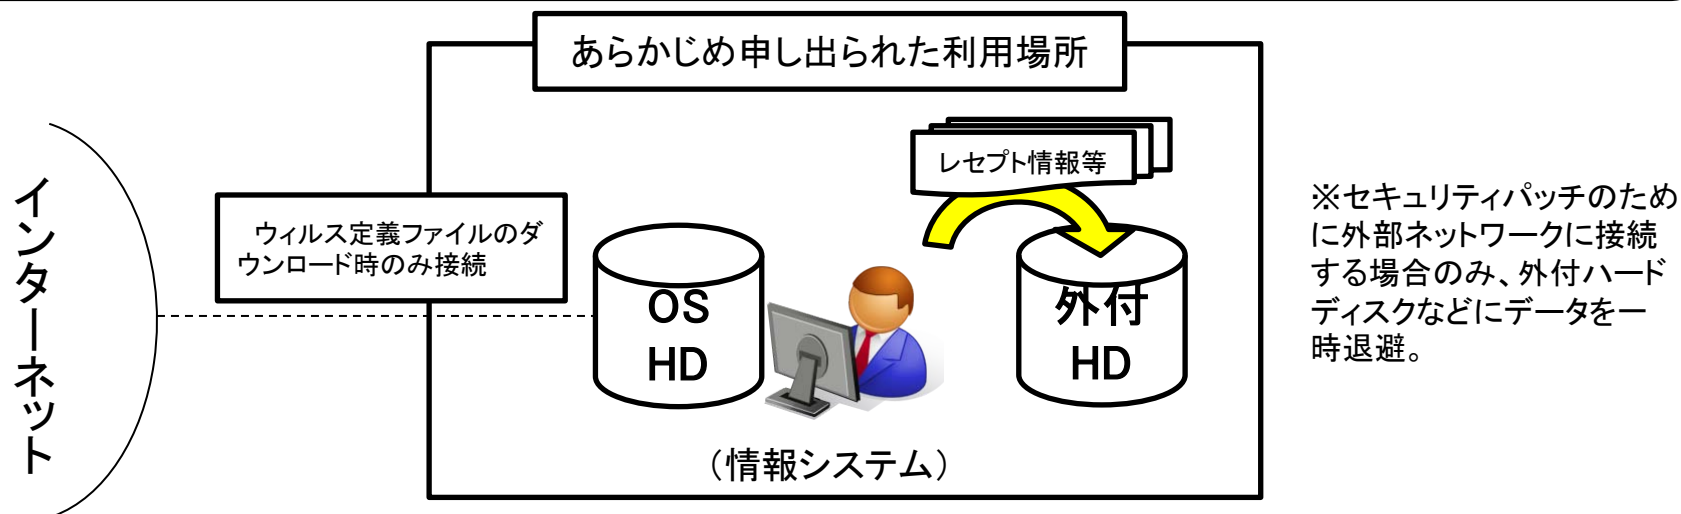 あらかじめ申し出られた利用場所
レセプト情報等
インターネット
ウィルス定義ファイルのダ
ウンロード時のみ接続
OS
HD
外付
HD
(情報システム)
※セキュリティパッチのため
に外部ネットワークに接続
する場合のみ、外付ハード
ディスクなどにデータを一
時退避。